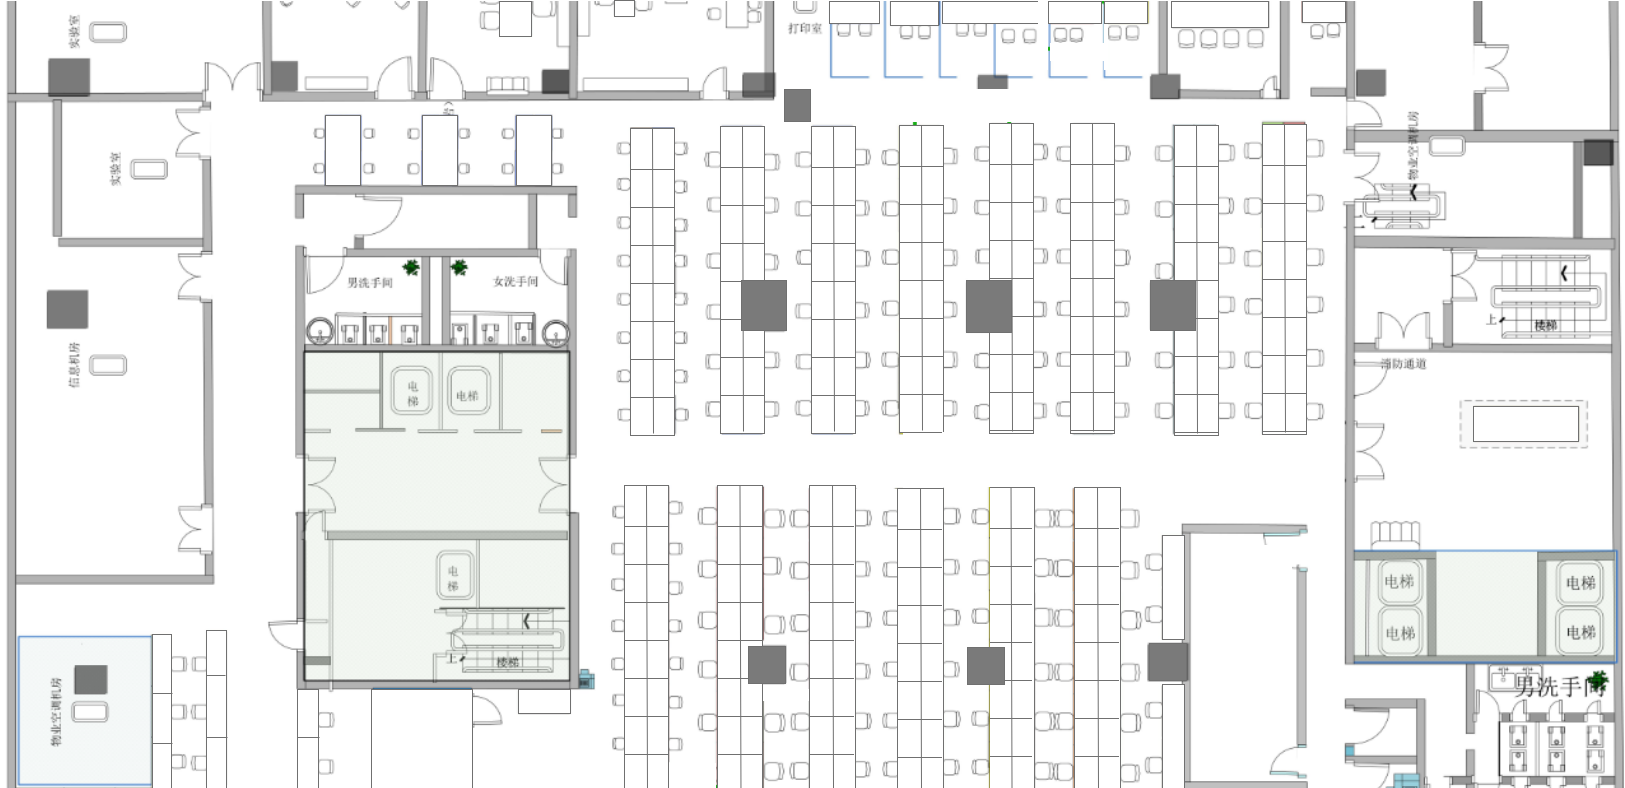 实验室
打印室
实验室
物业空调机房
男洗手间
女洗手间
上
楼梯
消防通道
信息机房
电
梯
电梯
电
梯
上
楼梯
电梯
电梯
电梯
电梯
物业空调机房
男洗手间